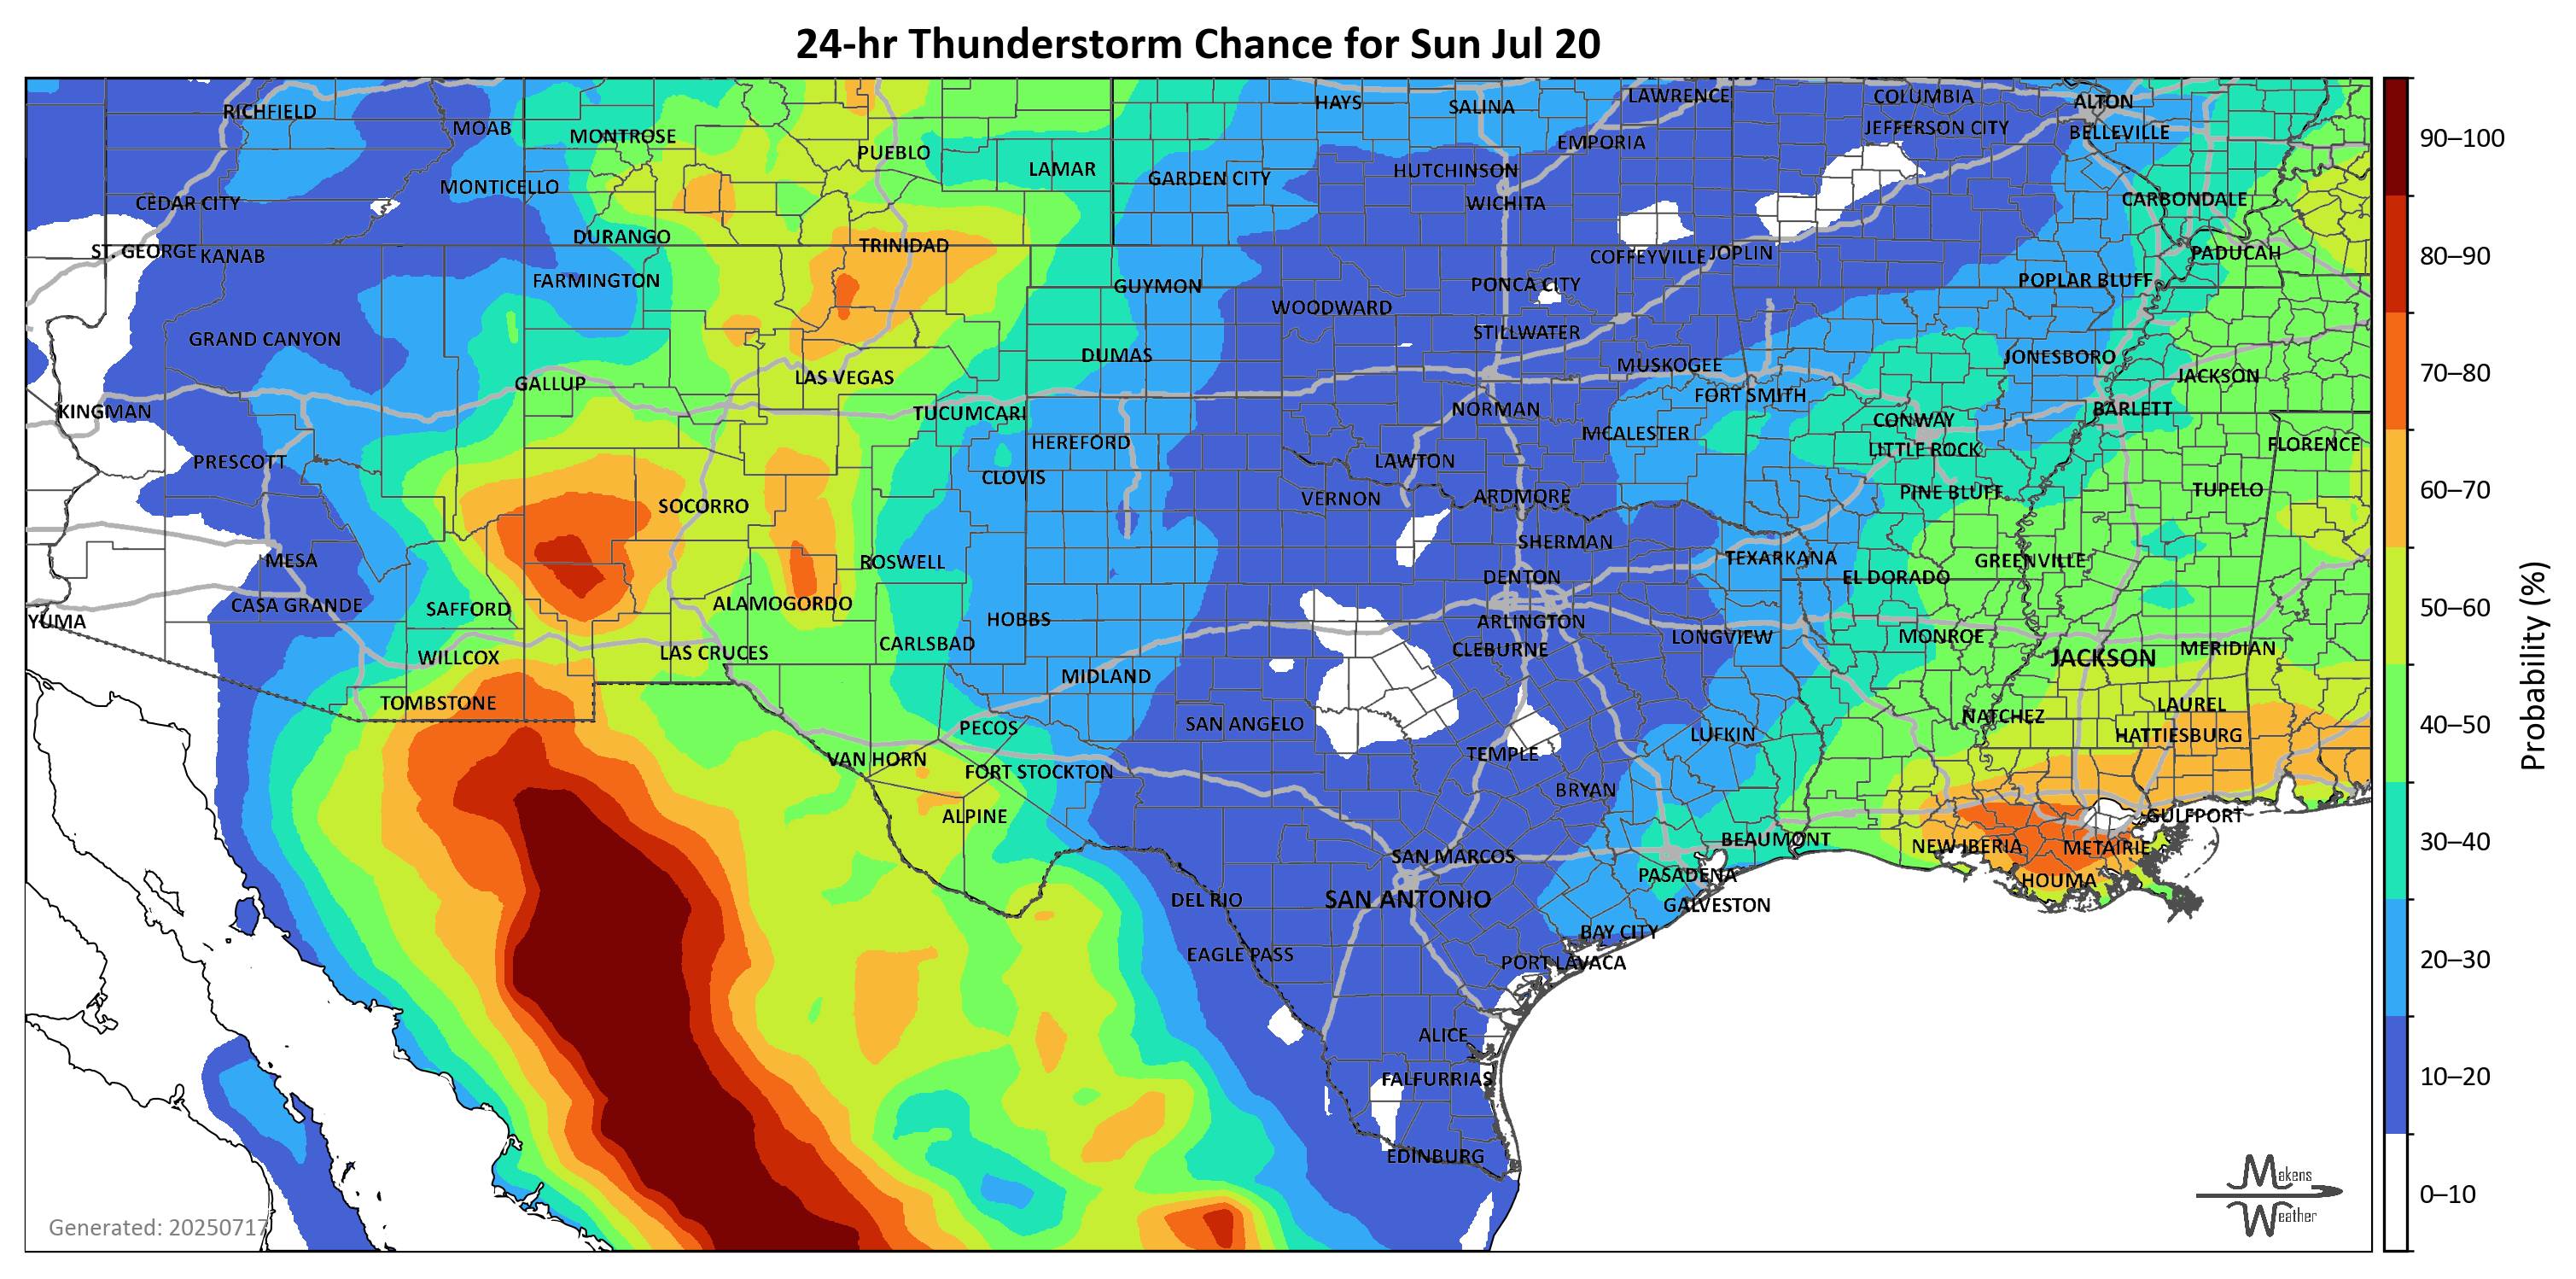 24-hr Thunderstorm Chance for Sun Jul 20
RICHFIELD
MOAB
MONTROSE
PUEBLO
LAMAR
HAYS
SALINA
LAWRENCE
COLUMBIA
ALTON
EMPORIA
JEFFERSON CITY
BELLEVILLE
MONTICELLO
GARDEN CITY
HUTCHINSON
WICHITA
CEDAR CITY
CARBONDALE
ST. GEORGE
KANAB
DURANGO
TRINIDAD
COFFEYVILLE
JOPLIN
PADUCAH
FARMINGTON
GUYMON
PONCA CITY
POPLAR BLUFF
WOODWARD
GRAND CANYON
STILLWATER
DUMAS
MUSKOGEE
JONESBORO
GALLUP
LAS VEGAS
JACKSON
FORT SMITH
KINGMAN
TUCUMCARI
NORMAN
BARLETT
CONWAY
HEREFORD
MCALESTER
LITTLE ROCK
FLORENCE
PRESCOTT
CLOVIS
LAWTON
SOCORRO
VERNON
ARDMORE
PINE BLUFF
TUPELO
MESA
ROSWELL
SHERMAN
TEXARKANA
GREENVILLE
DENTON
EL DORADO
CASA GRANDE
SAFFORD
ALAMOGORDO
YUMA
HOBBS
ARLINGTON
CARLSBAD
CLEBURNE
LONGVIEW
MONROE
MERIDIAN
WILLCOX
LAS CRUCES
JACKSON
MIDLAND
TOMBSTONE
PECOS
SAN ANGELO
NATCHEZ
LAUREL
LUFKIN
HATTIESBURG
VAN HORN
FORT STOCKTON
TEMPLE
BRYAN
ALPINE
GULFPORT
BEAUMONT
NEW IBERIA
METAIRIE
SAN MARCOS
PASADENA
HOUMA
DEL RIO
SAN ANTONIO
GALVESTON
BAY CITY
EAGLE PASS
PORT LAVACA
ALICE
FALFURRIAS
EDINBURG
Generated: 20250717
Makens
Weather
90–100
80–90
70–80
60–70
50–60
40–50
30–40
20–30
10–20
0–10
Probability (%)